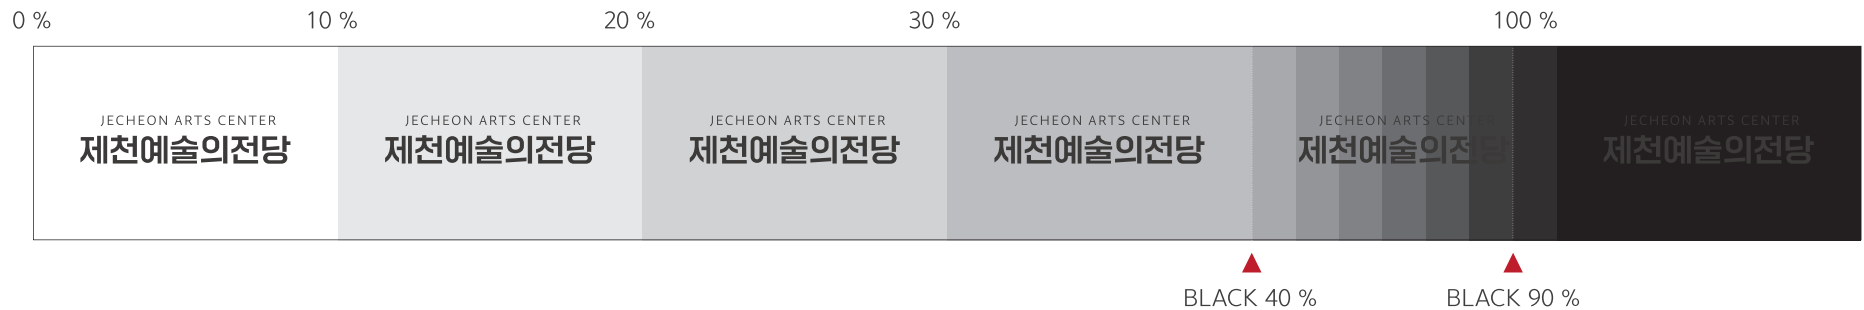 0 % 10 % 20 % 30 % 100 %
JECHEON ARTS CENTER JECHEON ARTS CENTER JECHEON ARTS CENTER JECHEON ARTS CENTER JECHEON ARTS CENTER JECHEON ARTS CENTER
제천예술의전당 제천예술의전당 제천예술의전당 제천예술의전당 제천예술의전당 제천예술의전당
BLACK 40 % BLACK 90 %